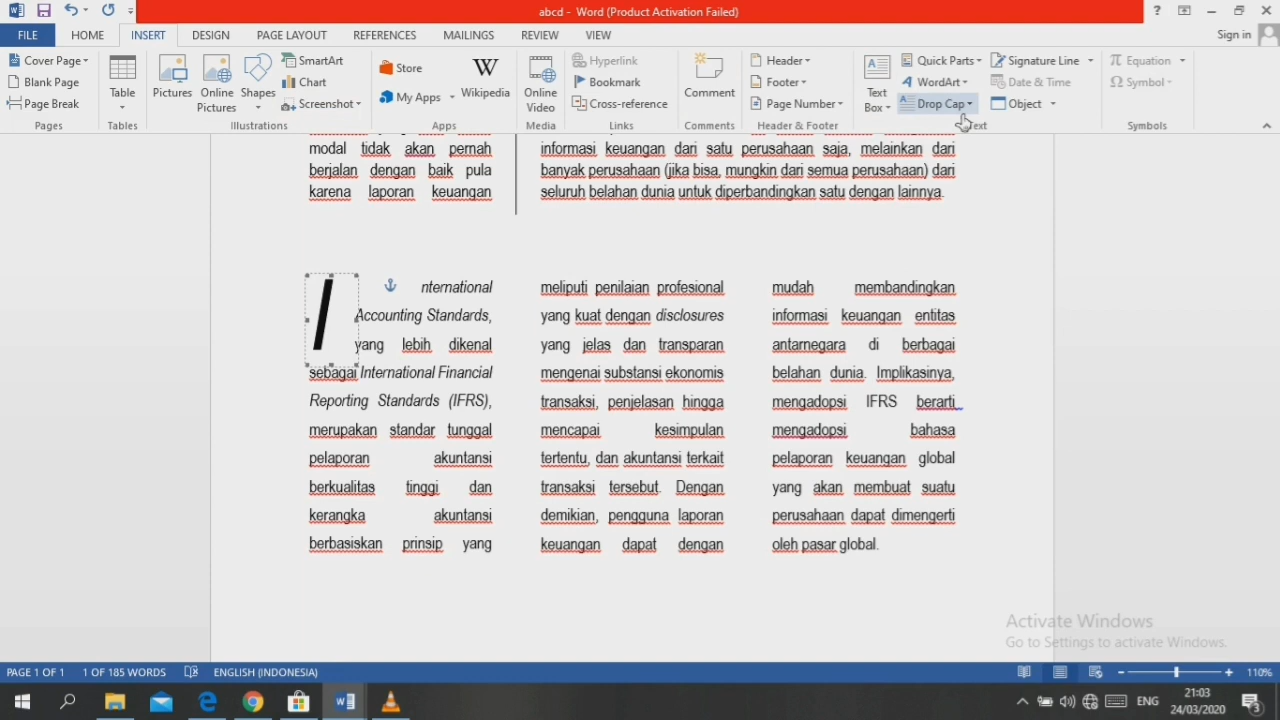 abcd - Word (Product Activation Failed)
Sign in
FILE HOME INSERT DESIGN PAGE LAYOUT REFERENCES MAILINGS REVIEW VIEW
Cover Page
Blank Page
Page Break
Pages
Table
Tables
Pictures
Online Pictures
Shapes
SmartArt
Chart
Screenshot
Illustrations
Store
My Apps
Wikipedia
Apps
Online Video
Media
Hyperlink
Bookmark
Cross-reference
Links
Comment
Comments
Header
Footer
Page Number
Header & Footer
Text Box
Quick Parts
WordArt
Drop Cap
Signature Line
Date & Time
Object
Text
Equation
Symbol
Symbols
modal tidak akan pernah
berjalan dengan baik pula
karena laporan keuangan
informasi keuangan dari satu perusahaan saja, melainkan dari
banyak perusahaan (jika bisa, mungkin dari semua perusahaan) dari
seluruh belahan dunia untuk diperbandingkan satu dengan lainnya.
International
Accounting Standards,
yang lebih dikenal
sebagai International Financial
Reporting Standards (IFRS),
merupakan standar tunggal
pelaporan akuntansi
berkualitas tinggi dan
kerangka akuntansi
berbasiskan prinsip yang
meliputi penilaian profesional
yang kuat dengan disclosures
yang jelas dan transparan
mengenai substansi ekonomis
transaksi, penjelasan hingga
mencapai kesimpulan
tertentu, dan akuntansi terkait
transaksi tersebut. Dengan
demikian, pengguna laporan
keuangan dapat dengan
mudah membandingkan
informasi keuangan entitas
antarnegara di berbagai
belahan dunia. Implikasinya,
mengadopsi IFRS berarti
mengadopsi bahasa
pelaporan keuangan global
yang akan membuat suatu
perusahaan dapat dimengerti
oleh pasar global.
Activate Windows
Go to Settings to activate Windows.
PAGE 1 OF 1 1 OF 185 WORDS ENGLISH (INDONESIA) 110%
ENG
21:03
24/03/2020
3